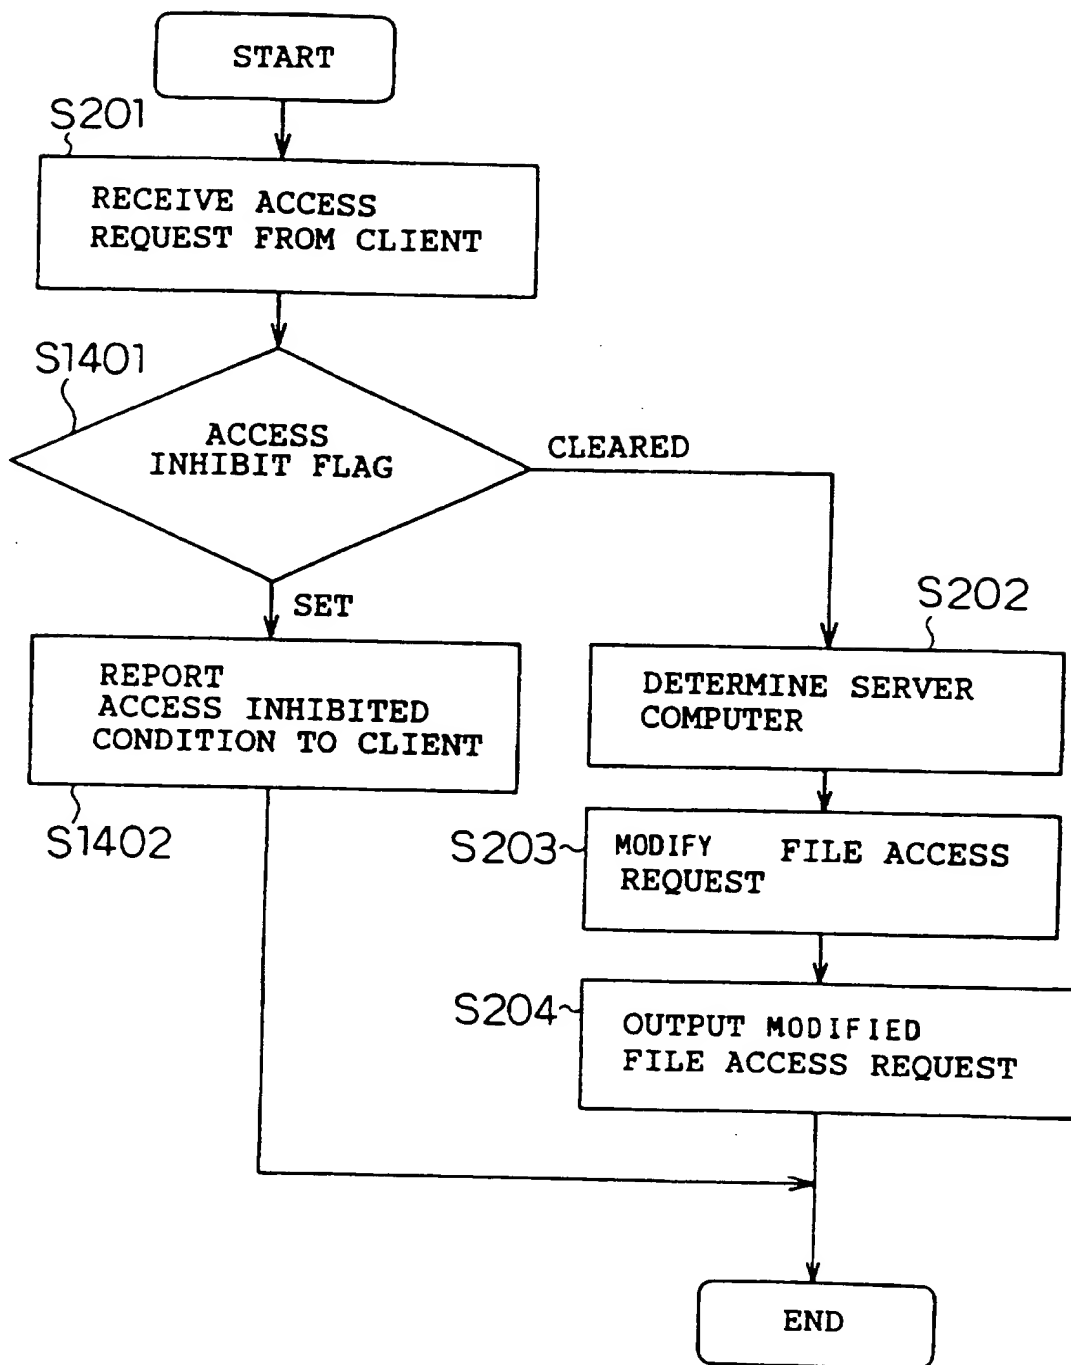 START
S201
RECEIVE ACCESS
REQUEST FROM CLIENT
S1401
ACCESS
INHIBIT FLAG
CLEARED
SET
S202
REPORT
ACCESS INHIBITED
CONDITION TO CLIENT
S1402
DETERMINE SERVER
COMPUTER
S203
MODIFY FILE ACCESS
REQUEST
S204
OUTPUT MODIFIED
FILE ACCESS REQUEST
END